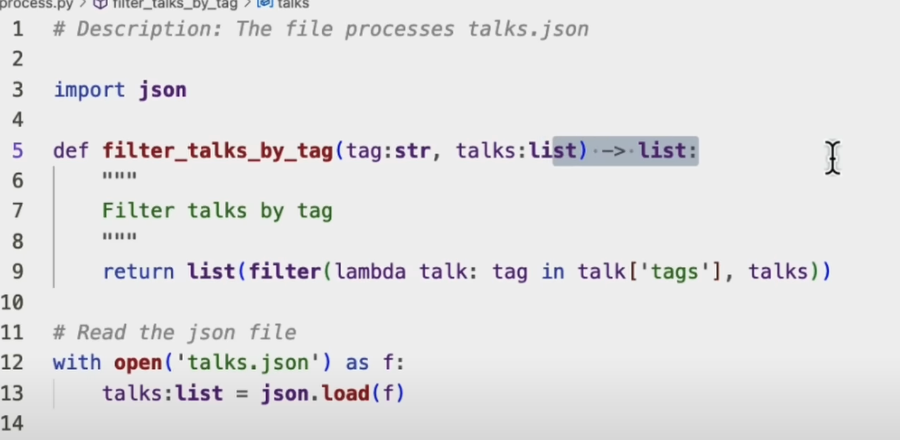 process.py > filter_talks_by_tag > talks
1 # Description: The file processes talks.json
2
3 import json
4
5 def filter_talks_by_tag(tag:str, talks:list) -> list:
6 """
7 Filter talks by tag
8 """
9 return list(filter(lambda talk: tag in talk['tags'], talks))
10
11 # Read the json file
12 with open('talks.json') as f:
13 talks:list = json.load(f)
14